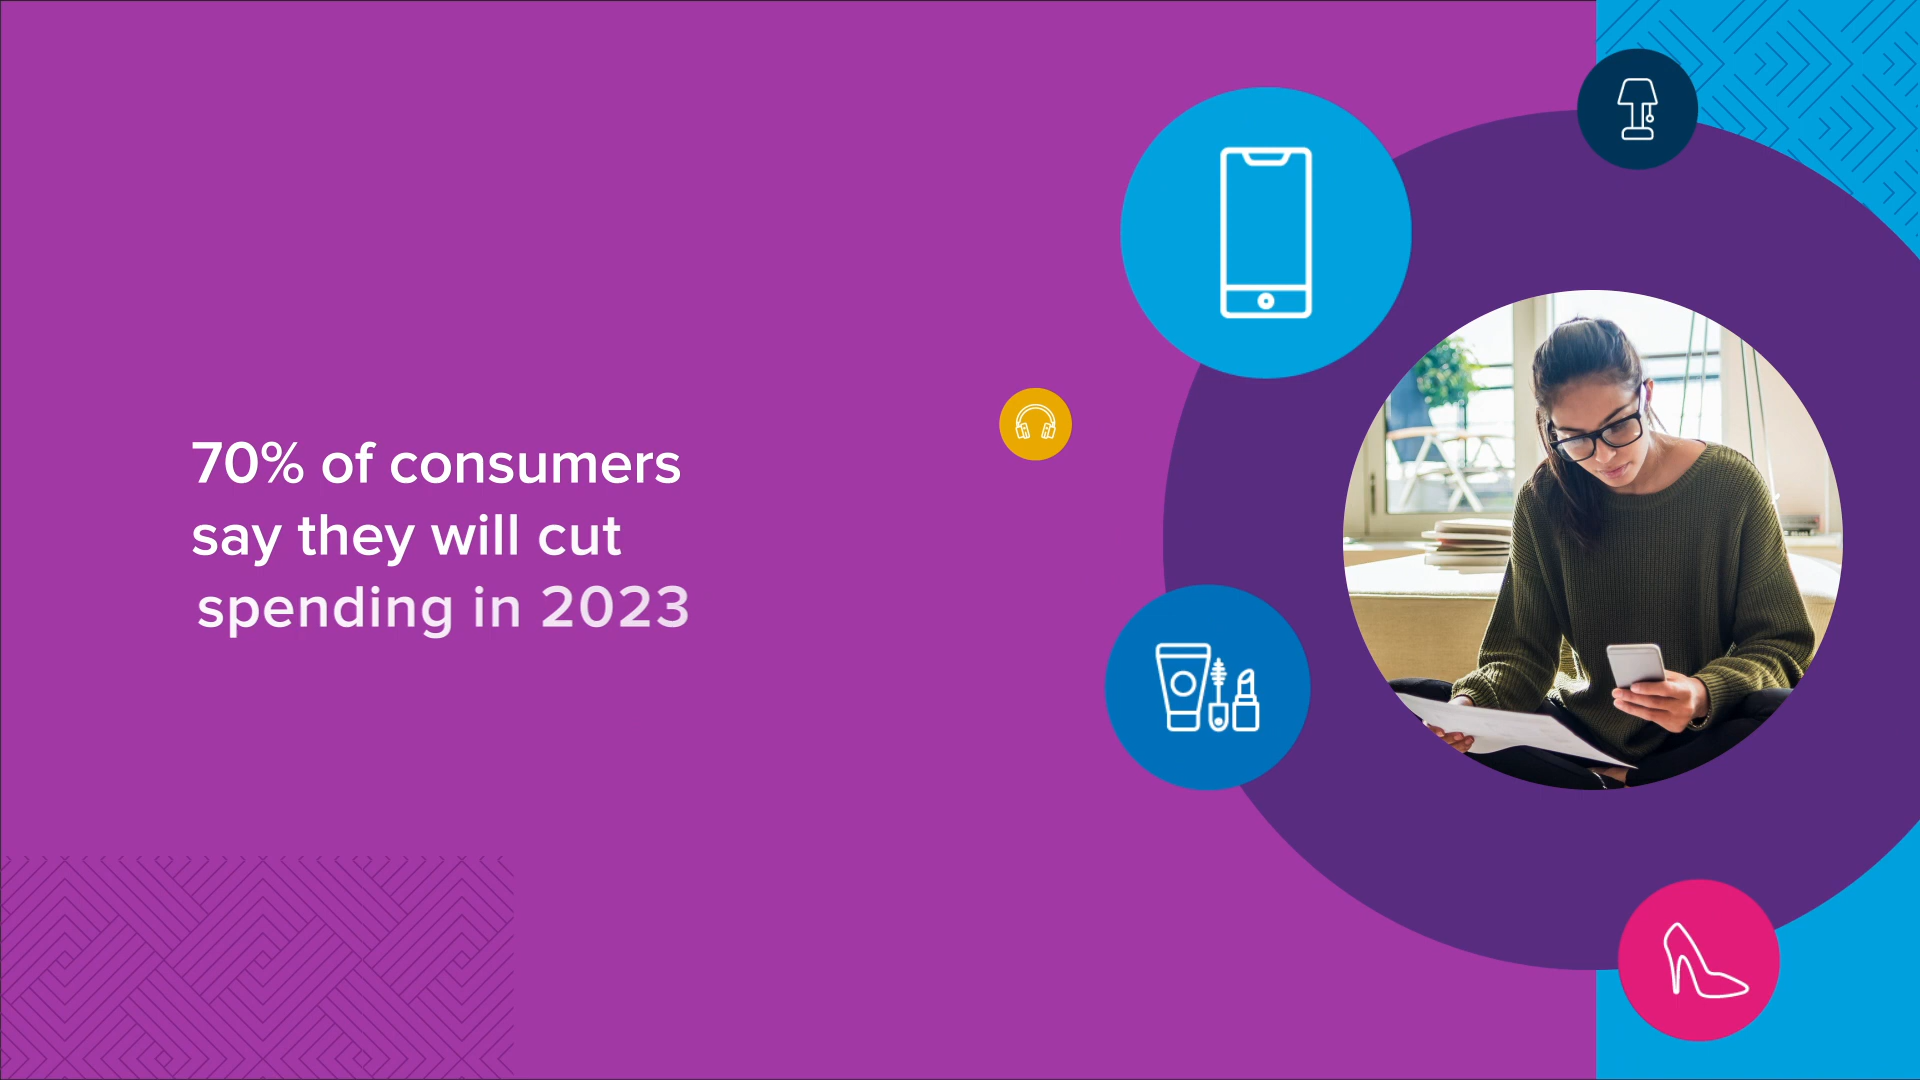 70% of consumers
say they will cut
spending in 2023